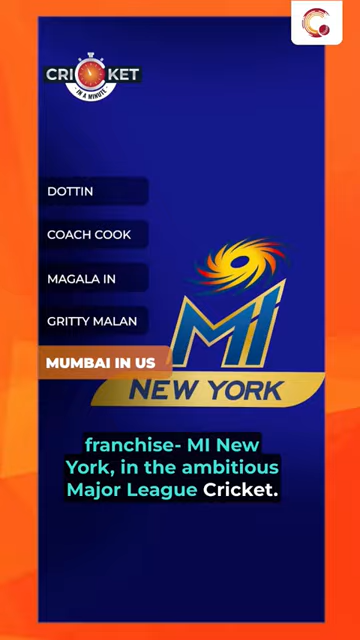 CRICKET
IN A MINUTE
DOTTIN
COACH COOK
MAGALA IN
GRITTY MALAN
MUMBAI IN US
MI
NEW YORK
franchise- MI New
York, in the ambitious
Major League Cricket.